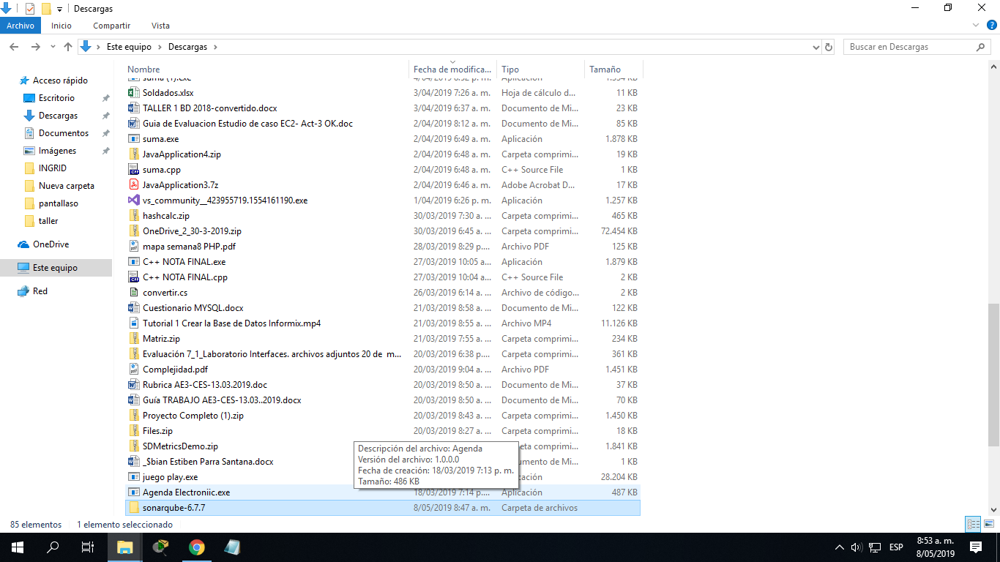 Descargas
Archivo Inicio Compartir Vista
Este equipo Descargas Buscar en Descargas
Nombre Fecha de modifica... Tipo Tamaño
Acceso rápido
Escritorio
Descargas
Documentos
Imágenes
INGRID
Nueva carpeta
pantallaso
taller
OneDrive
Este equipo
Red
suma (1).exe 4/04/2019 8:52 p. m. Aplicación 1.334 KB
Soldados.xlsx 3/04/2019 7:26 a. m. Hoja de cálculo d... 11 KB
TALLER 1 BD 2018-convertido.docx 3/04/2019 6:37 a. m. Documento de Mi... 23 KB
Guia de Evaluacion Estudio de caso EC2- Act-3 OK.doc 2/04/2019 8:12 a. m. Documento de Mi... 85 KB
suma.exe 2/04/2019 6:49 a. m. Aplicación 1.878 KB
JavaApplication4.zip 2/04/2019 6:48 a. m. Carpeta comprimi... 19 KB
suma.cpp 2/04/2019 6:48 a. m. C++ Source File 1 KB
JavaApplication3.7z 2/04/2019 6:46 a. m. Adobe Acrobat D... 17 KB
vs_community__423955719.1554161190.exe 1/04/2019 6:26 p. m. Aplicación 1.257 KB
hashcalc.zip 30/03/2019 7:30 a. ... Carpeta comprimi... 465 KB
OneDrive_2_30-3-2019.zip 30/03/2019 6:45 a. ... Carpeta comprimi... 72.454 KB
mapa semana8 PHP.pdf 28/03/2019 8:29 p.... Archivo PDF 125 KB
C++ NOTA FINAL.exe 27/03/2019 10:05 a... Aplicación 1.879 KB
C++ NOTA FINAL.cpp 27/03/2019 10:04 a... C++ Source File 2 KB
convertir.cs 26/03/2019 6:14 a. ... Archivo de código... 2 KB
Cuestionario MYSQL.docx 21/03/2019 8:58 a. ... Documento de Mi... 122 KB
Tutorial 1 Crear la Base de Datos Informix.mp4 21/03/2019 8:55 a. ... Archivo MP4 11.126 KB
Matriz.zip 21/03/2019 7:55 a. ... Carpeta comprimi... 234 KB
Evaluación 7_1_Laboratorio Interfaces. archivos adjuntos 20 de m... 20/03/2019 6:38 p.... Carpeta comprimi... 361 KB
Complejidad.pdf 20/03/2019 9:04 a. ... Archivo PDF 1.451 KB
Rubrica AE3-CES-13.03.2019.doc 20/03/2019 8:50 a. ... Documento de Mi... 37 KB
Guía TRABAJO AE3-CES-13.03..2019.docx 20/03/2019 8:50 a. ... Documento de Mi... 70 KB
Proyecto Completo (1).zip 20/03/2019 8:43 a. ... Carpeta comprimi... 1.450 KB
Files.zip 20/03/2019 8:27 a. ... Carpeta comprimi... 18 KB
SDMetricsDemo.zip eta comprimi... 1.841 KB
_$bian Estiben Parra Santana.docx umento de Mi... 1 KB
juego play.exe cación 28.204 KB
Agenda Electroniic.exe 18/03/2019 7:14 p.... Aplicación 487 KB
sonarqube-6.7.7 8/05/2019 8:47 a. m. Carpeta de archivos
Descripción del archivo: Agenda
Versión del archivo: 1.0.0.0
Fecha de creación: 18/03/2019 7:13 p. m.
Tamaño: 486 KB
85 elementos 1 elemento seleccionado
ESP
8:53 a. m.
8/05/2019